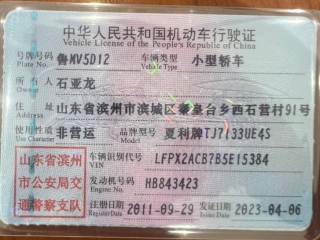 中华人民共和国机动车行驶证
Vehicle License of the People's Republic of China
号牌号码 鲁MV5D12 车辆类型 小型轿车
Plate No. Vehicle Type
所有人 石亚龙
Owner
住址 山东省滨州市滨城区秦皇台乡西石营村91号
Address
使用性质 非营运 品牌型号 夏利牌TJ7133UE4S
Use Character Model
山东省滨州 车辆识别代号 LFPX2ACB7B5E15384
VIN
市公安局交 发动机号码 HB843423
Engine No.
通警察支队 注册日期 2011-09-29 发证日期 2023-04-06
Register Date Issue Date